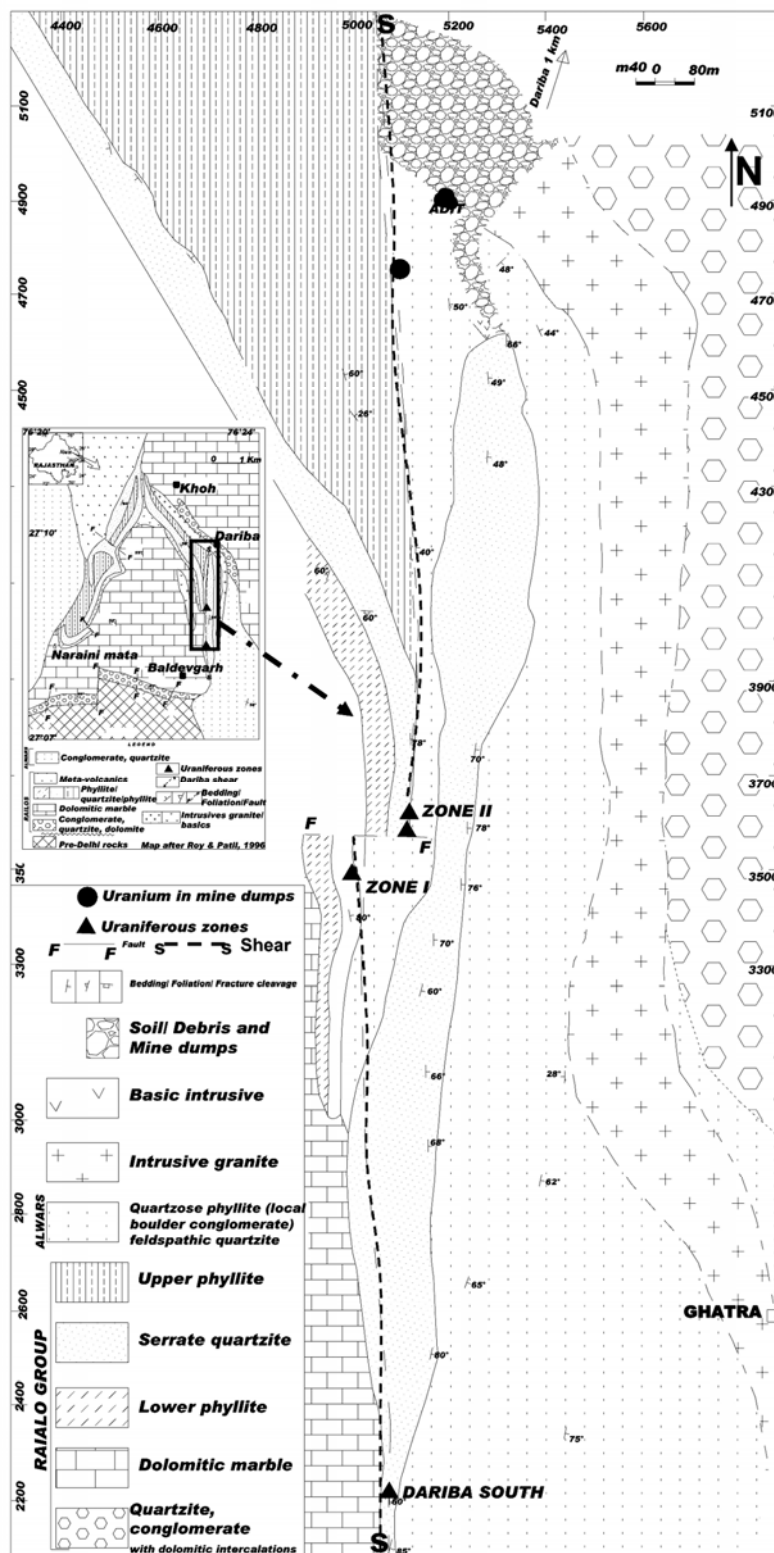 4400 4600 4800 5000 5200 5400 5600
S
Dariba 1 km
m40 0 80m
N
5100
4900
4700
4500
5100
4900
4700
4500
4300
3900
3700
3500
3300
ADIT
48°
50°
44°
66°
49°
60°
26°
48°
40°
60°
60°
78°
70°
ZONE II
F
F
78°
ZONE I
76°
80°
70°
60°
66°
28°
68°
62°
65°
GHATRA
60°
75°
DARIBA SOUTH
60°
S
85°
76°20' 76°24'
RAJASTHAN
0 1 Km
Khoh
27°10'
Dariba
Naraini mata
Baldevgarh
27°07'
LEGEND
ALWARS
Conglomerate, quartzite
RAILOS
Meta-volcanics
Phyllite/
quartzite/phyllite
Dolomitic marble
Conglomerate,
quartzite, dolomite
Pre-Delhi rocks
Uraniferous zones
Dariba shear
Bedding/
Foliation/Fault
Intrusives granite/
basics
Map after Roy & Patil, 1996
350
3300
3000
2800
2600
2400
2200
Uranium in mine dumps
Uraniferous zones
F Fault F S S Shear
Bedding/ Foliation/ Fracture cleavage
Soil/ Debris and
Mine dumps
Basic intrusive
Intrusive granite
ALWARS
Quartzose phyllite (local
boulder conglomerate)
feldspathic quartzite
RAIALO GROUP
Upper phyllite
Serrate quartzite
Lower phyllite
Dolomitic marble
Quartzite,
conglomerate
with dolomitic intercalations